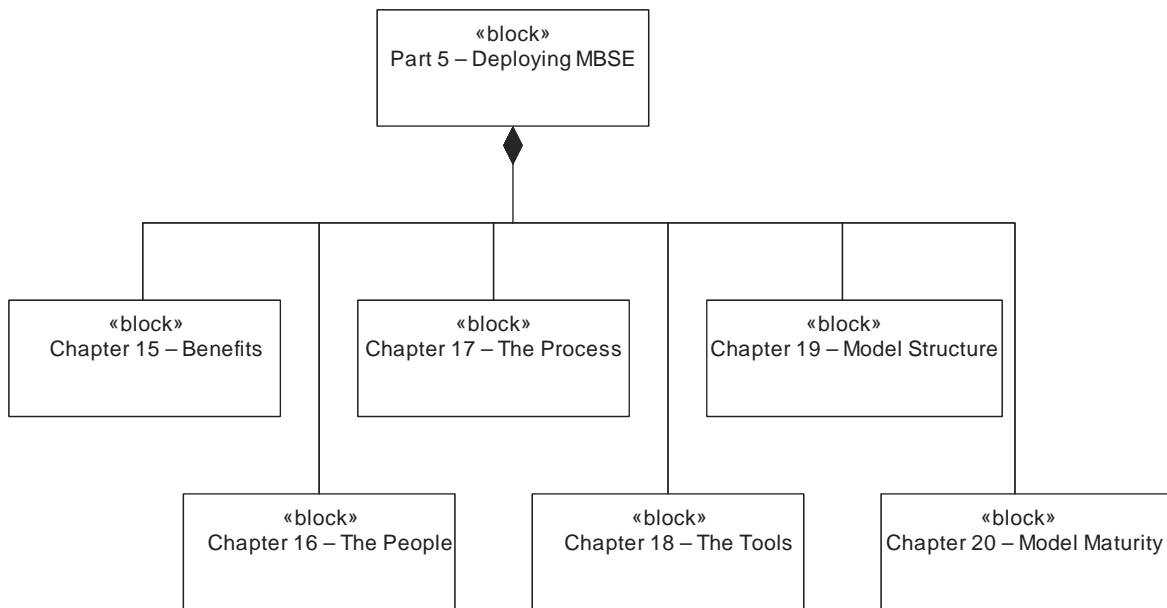 «block»
Part 5 – Deploying MBSE
«block»
Chapter 15 – Benefits
«block»
Chapter 17 – The Process
«block»
Chapter 19 – Model Structure
«block»
Chapter 16 – The People
«block»
Chapter 18 – The Tools
«block»
Chapter 20 – Model Maturity